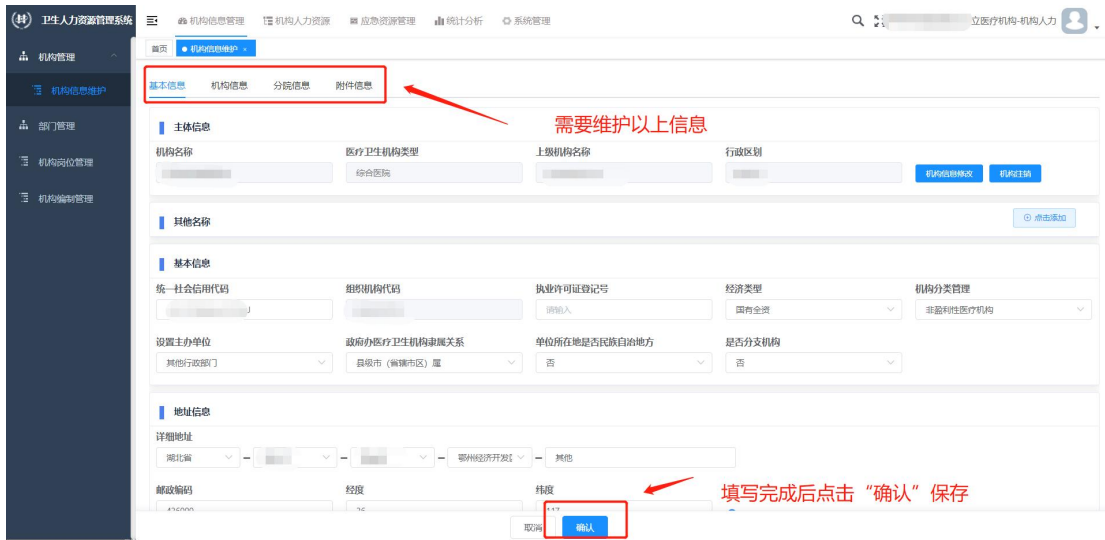 卫生人力资源管理系统 机构信息管理 机构人力资源 应急资源管理 统计分析 系统管理 立医疗机构-机构人力
机构管理
机构信息维护
部门管理
机构岗位管理
机构编制管理
首页 机构信息维护 ×
基本信息 机构信息 分院信息 附件信息
需要维护以上信息
主体信息
机构名称 医疗卫生机构类型 上级机构名称 行政区划
综合医院 机构信息修改 机构注销
其他名称 点击添加
基本信息
统一社会信用代码 组织机构代码 执业许可证登记号 经济类型 机构分类管理
请输入 国有全资 非盈利性医疗机构
设置主办单位 政府办医疗卫生机构隶属关系 单位所在地是否民族自治地方 是否分支机构
其他行政部门 县级市（省辖市区）属 否 否
地址信息
详细地址
湖北省 鄂州经济开发 其他
邮政编码 经度 纬度
填写完成后点击“确认”保存
取消 确认